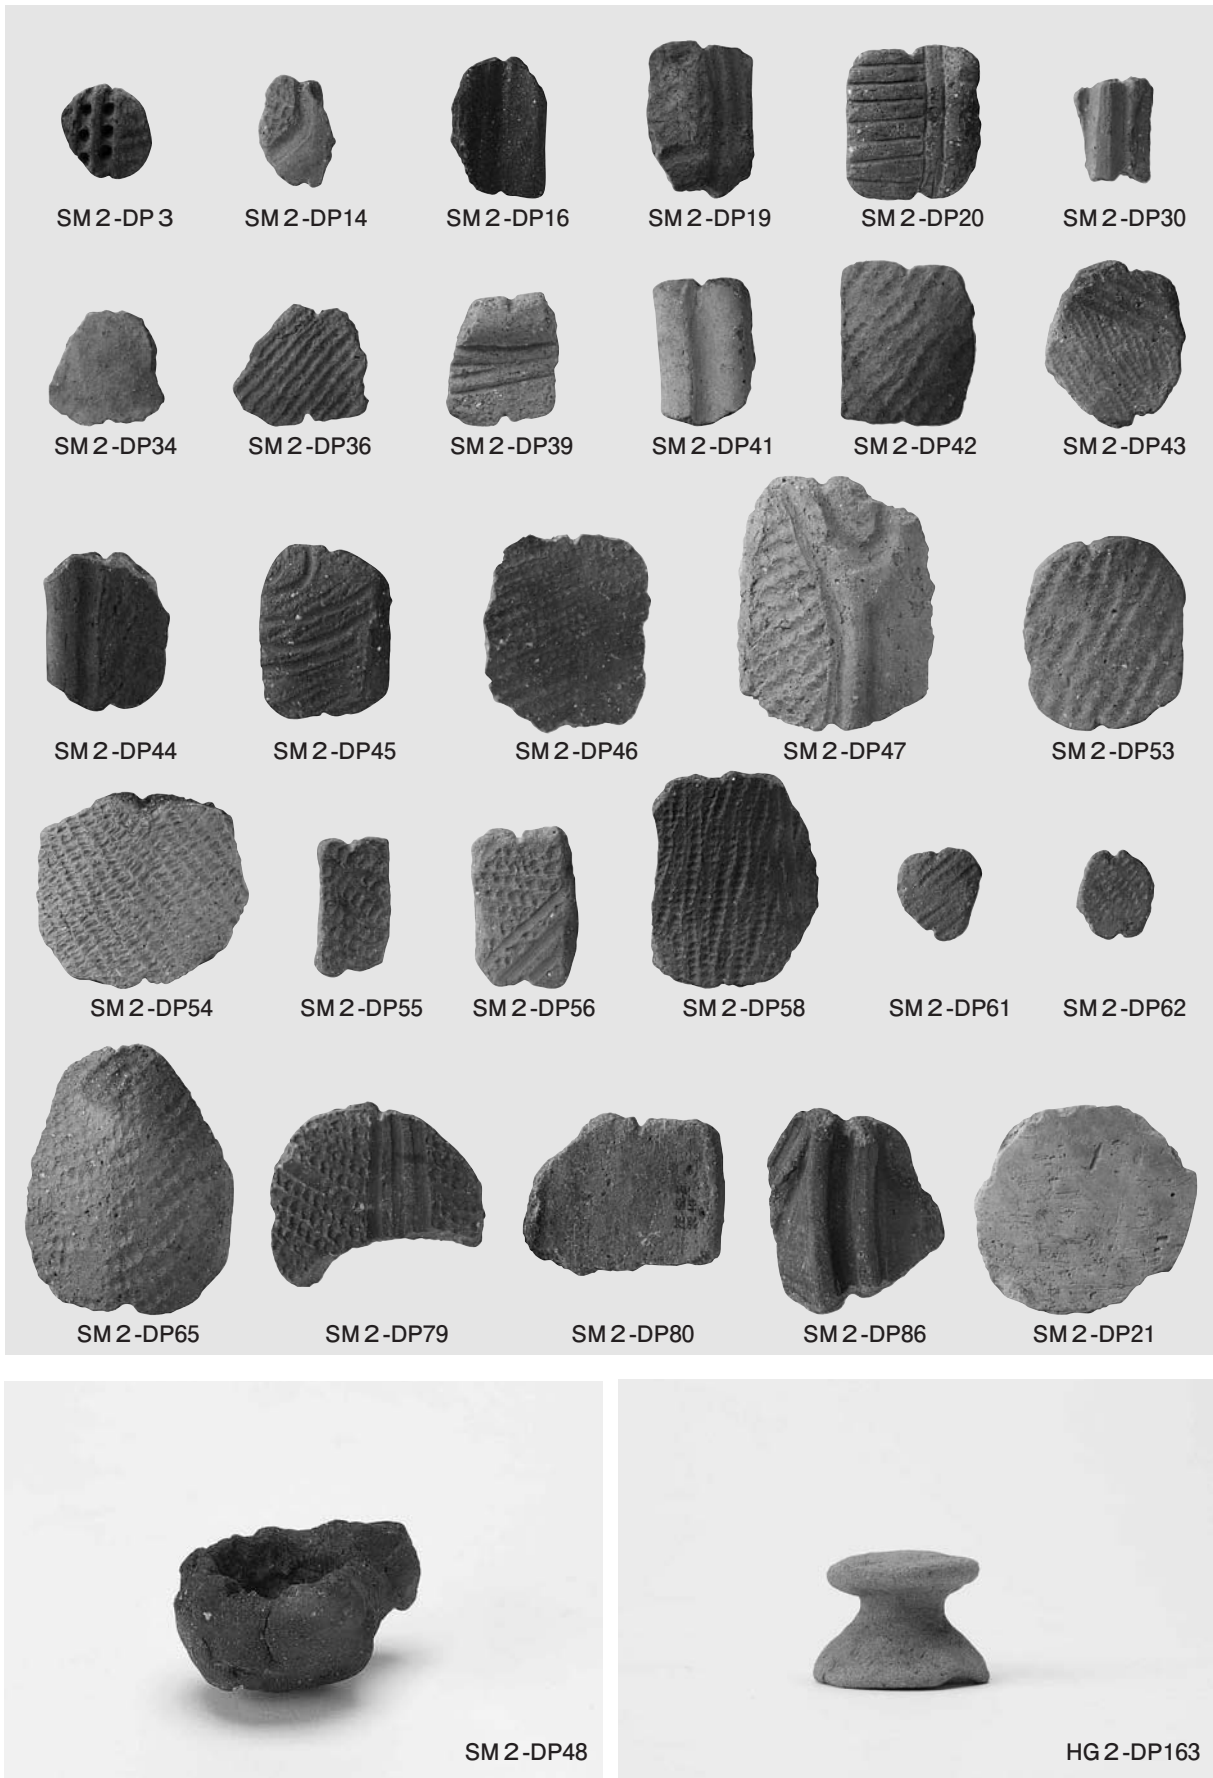 SM２-DP３ SM２-DP14 SM２-DP16 SM２-DP19 SM２-DP20 SM２-DP30
SM２-DP34 SM２-DP36 SM２-DP39 SM２-DP41 SM２-DP42 SM２-DP43
SM２-DP44 SM２-DP45 SM２-DP46 SM２-DP47 SM２-DP53
SM２-DP54 SM２-DP55 SM２-DP56 SM２-DP58 SM２-DP61 SM２-DP62
SM２-DP65 SM２-DP79 SM２-DP80 SM２-DP86 SM２-DP21
SM２-DP48 HG２-DP163